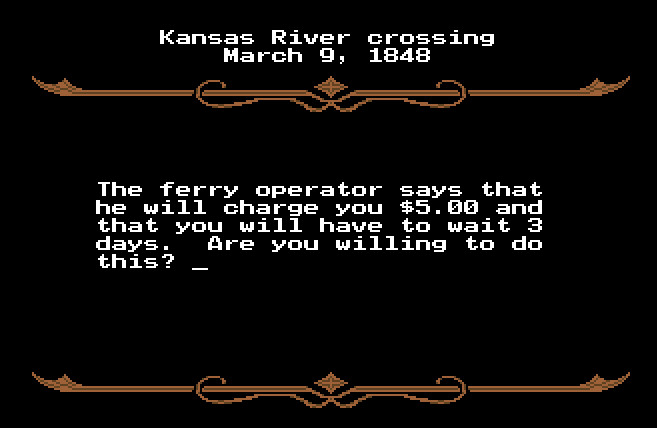 Kansas River crossing
March 9, 1848
The ferry operator says that
he will charge you $5.00 and
that you will have to wait 3
days.  Are you willing to do
this? _